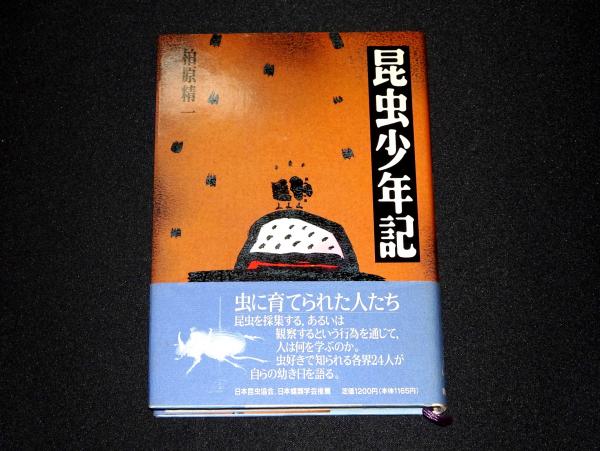 昆虫少年記
柏原精一
虫に育てられた人たち
昆虫を採集する、あるいは
観察するという行為を通じて、
人は何を学ぶのか。
虫好きで知られる各界24人が
自らの幼き日を語る。
日本昆虫協会、日本蝶類学会推薦
定価1200円(本体1165円)